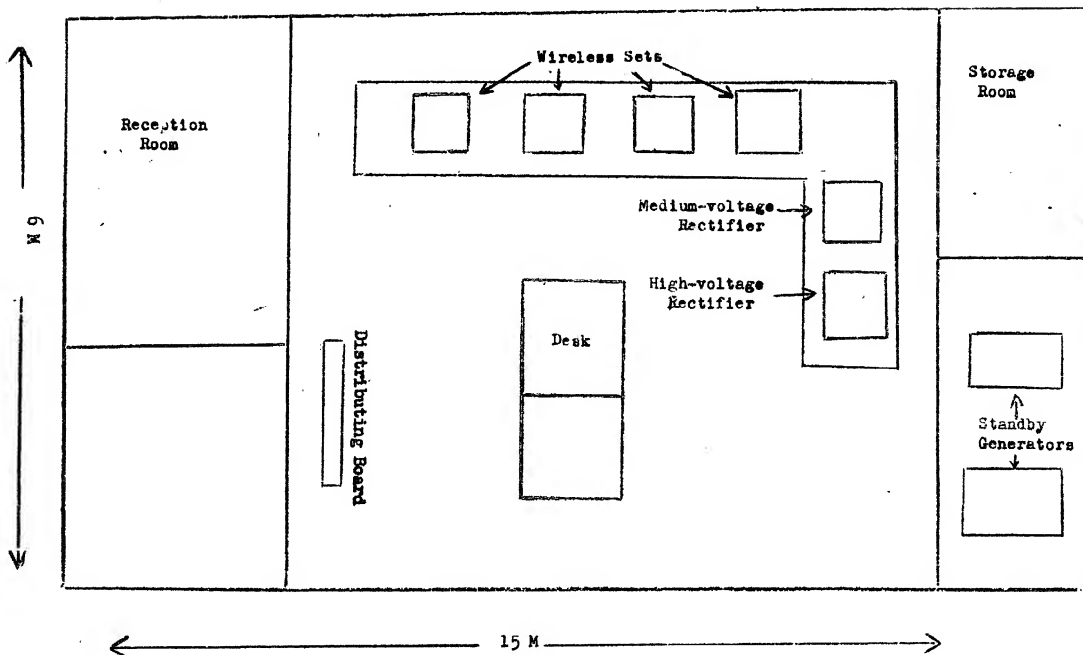 Wireless Sets
Storage
Room
Reception
Room
Medium-voltage
Rectifier
9 M
High-voltage
Rectifier
Desk
Distributing Board
Standby
Generators
15 M